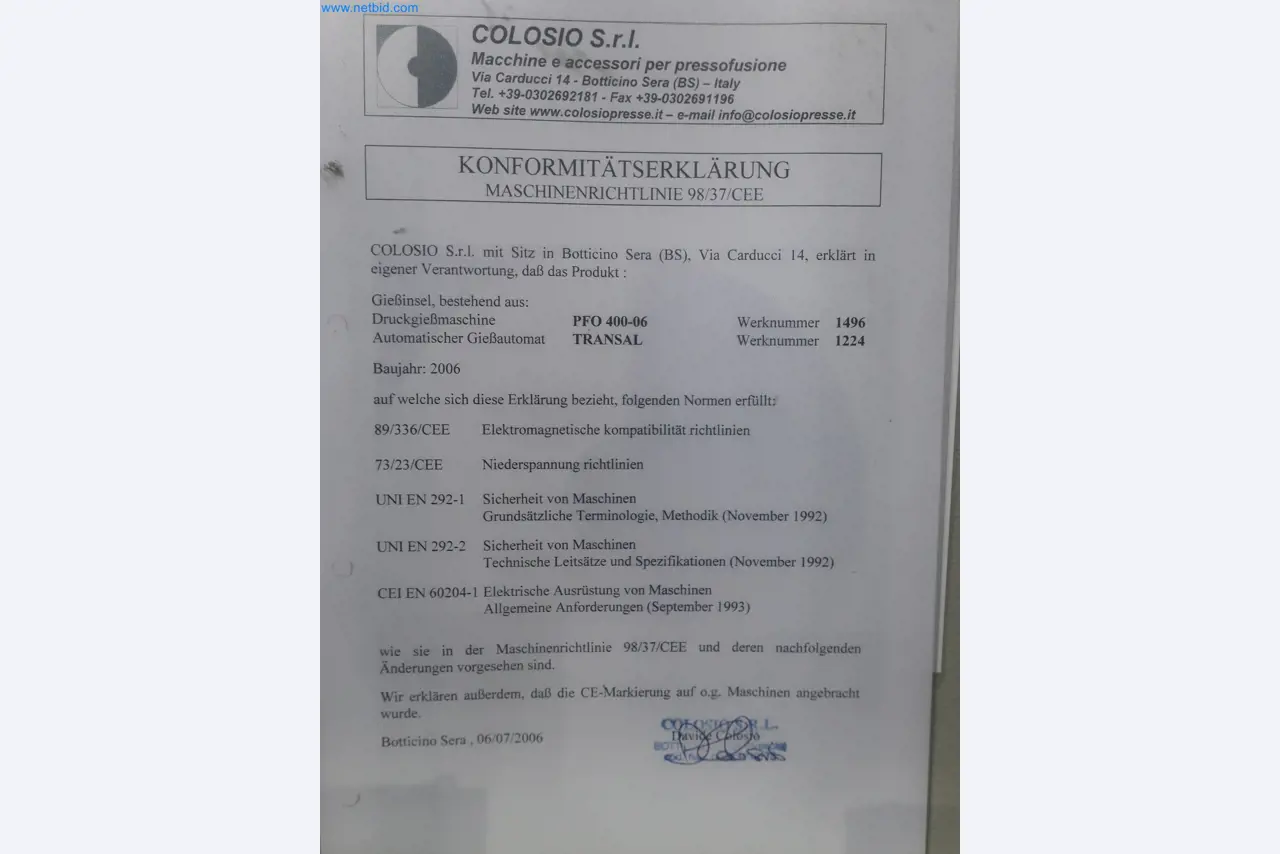 www.netbid.com
COLOSIO S.r.l.
Macchine e accessori per pressofusione
Via Carducci 14 - Botticino Sera (BS) – Italy
Tel. +39-0302692181 - Fax +39-0302691196
Web site www.colosiopresse.it – e-mail info@colosiopresse.it
KONFORMITÄTSERKLÄRUNG
MASCHINENRICHTLINIE 98/37/CEE
COLOSIO S.r.l. mit Sitz in Botticino Sera (BS), Via Carducci 14, erklärt in
eigener Verantwortung, daß das Produkt :
Gießinsel, bestehend aus:
Druckgießmaschine PFO 400-06 Werknummer 1496
Automatischer Gießautomat TRANSAL Werknummer 1224
Baujahr: 2006
auf welche sich diese Erklärung bezieht, folgenden Normen erfüllt:
89/336/CEE Elektromagnetische kompatibilität richtlinien
73/23/CEE Niederspannung richtlinien
UNI EN 292-1 Sicherheit von Maschinen
Grundsätzliche Terminologie, Methodik (November 1992)
UNI EN 292-2 Sicherheit von Maschinen
Technische Leitsätze und Spezifikationen (November 1992)
CEI EN 60204-1 Elektrische Ausrüstung von Maschinen
Allgemeine Anforderungen (September 1993)
wie sie in der Maschinenrichtlinie 98/37/CEE und deren nachfolgenden
Änderungen vorgesehen sind.
Wir erklären außerdem, daß die CE-Markierung auf o.g. Maschinen angebracht
wurde.
COLOSIO S.R.L.
Davide Colosio
Botticino Sera , 06/07/2006